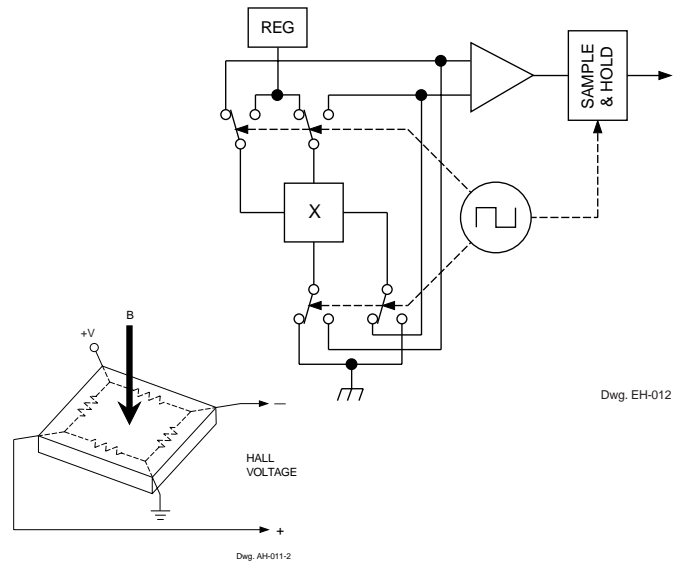 REG
SAMPLE
& HOLD
X
B
+V
—
Dwg. EH-012
HALL
VOLTAGE
+
Dwg. AH-011-2